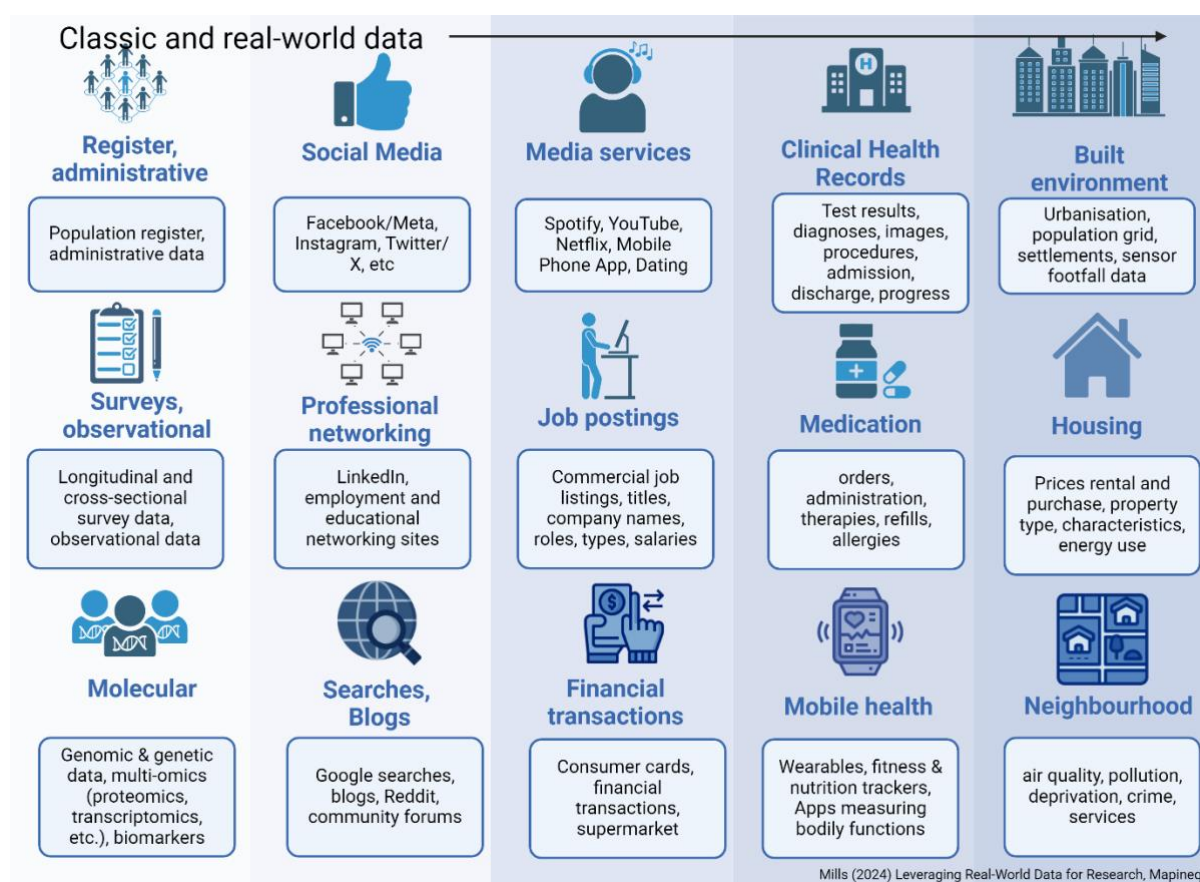 Classic and real-world data
Register,
administrative
Population register,
administrative data
Social Media
Facebook/Meta,
Instagram, Twitter/
X, etc
Media services
Spotify, YouTube,
Netflix, Mobile
Phone App, Dating
H
Clinical Health
Records
Test results,
diagnoses, images,
procedures,
admission,
discharge, progress
Built
environment
Urbanisation,
population grid,
settlements, sensor
footfall data
Surveys,
observational
Longitudinal and
cross-sectional
survey data,
observational data
Professional
networking
LinkedIn,
employment and
educational
networking sites
Job postings
Commercial job
listings, titles,
company names,
roles, types, salaries
Medication
orders,
administration,
therapies, refills,
allergies
Housing
Prices rental and
purchase, property
type, characteristics,
energy use
Molecular
Genomic & genetic
data, multi-omics
(proteomics,
transcriptomics,
etc.), biomarkers
Searches,
Blogs
Google searches,
blogs, Reddit,
community forums
$
Financial
transactions
Consumer cards,
financial
transactions,
supermarket
Mobile health
Wearables, fitness &
nutrition trackers,
Apps measuring
bodily functions
Neighbourhood
air quality, pollution,
deprivation, crime,
services
Mills (2024) Leveraging Real-World Data for Research, Mapineq